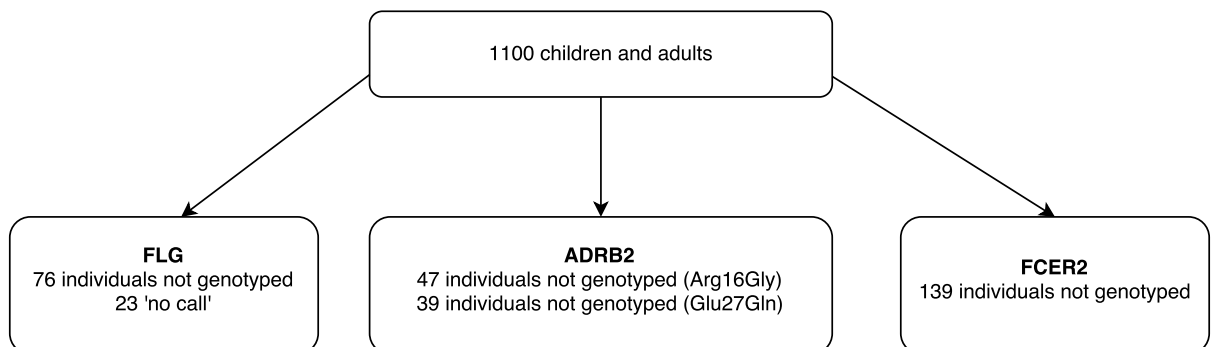 1100 children and adults
FLG
76 individuals not genotyped
23 'no call'
ADRB2
47 individuals not genotyped (Arg16Gly)
39 individuals not genotyped (Glu27Gln)
FCER2
139 individuals not genotyped